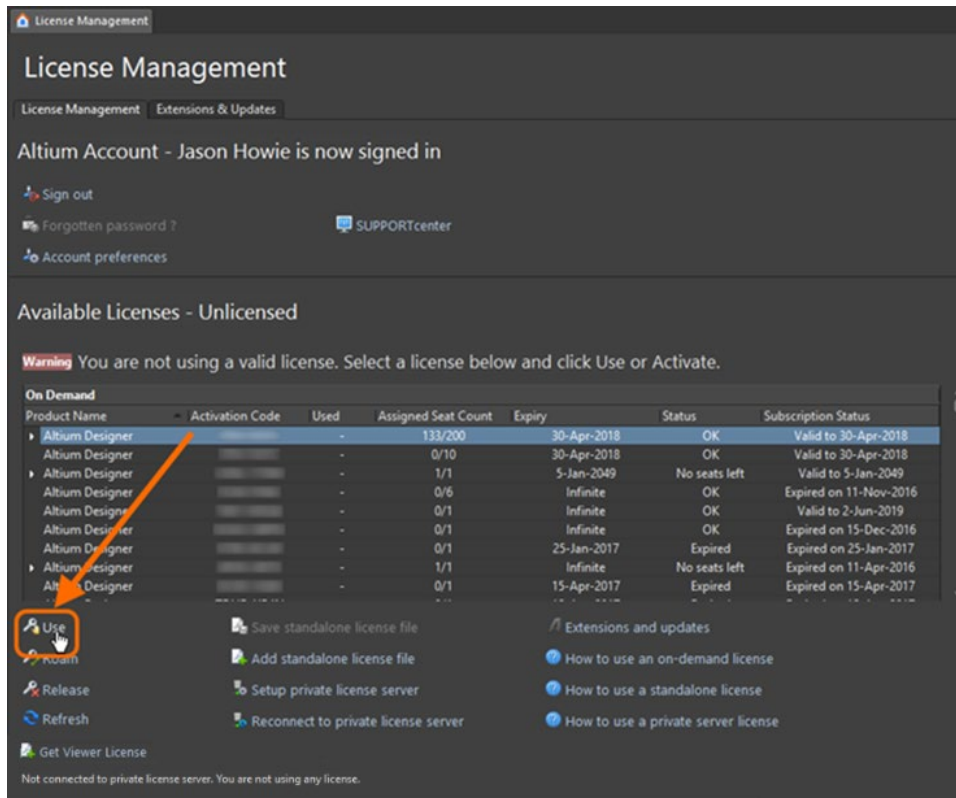 License Management
License Management
License Management Extensions & Updates
Altium Account - Jason Howie is now signed in
Sign out
Forgotten password ? SUPPORTcenter
Account preferences
Available Licenses - Unlicensed
Warning You are not using a valid license. Select a license below and click Use or Activate.
On Demand
Product Name Activation Code Used Assigned Seat Count Expiry Status Subscription Status
Altium Designer - 133/200 30-Apr-2018 OK Valid to 30-Apr-2018
Altium Designer - 0/10 30-Apr-2018 OK Valid to 30-Apr-2018
Altium Designer - 1/1 5-Jan-2049 No seats left Valid to 5-Jan-2049
Altium Designer - 0/6 Infinite OK Expired on 11-Nov-2016
Altium Designer - 0/1 Infinite OK Valid to 2-Jun-2019
Altium Designer - 0/1 Infinite OK Expired on 15-Dec-2016
Altium Designer - 0/1 25-Jan-2017 Expired Expired on 25-Jan-2017
Altium Designer - 1/1 Infinite No seats left Expired on 11-Apr-2016
Altium Designer - 0/1 15-Apr-2017 Expired Expired on 15-Apr-2017
Use Save standalone license file Extensions and updates
Roam Add standalone license file How to use an on-demand license
Release Setup private license server How to use a standalone license
Refresh Reconnect to private license server How to use a private server license
Get Viewer License
Not connected to private license server. You are not using any license.